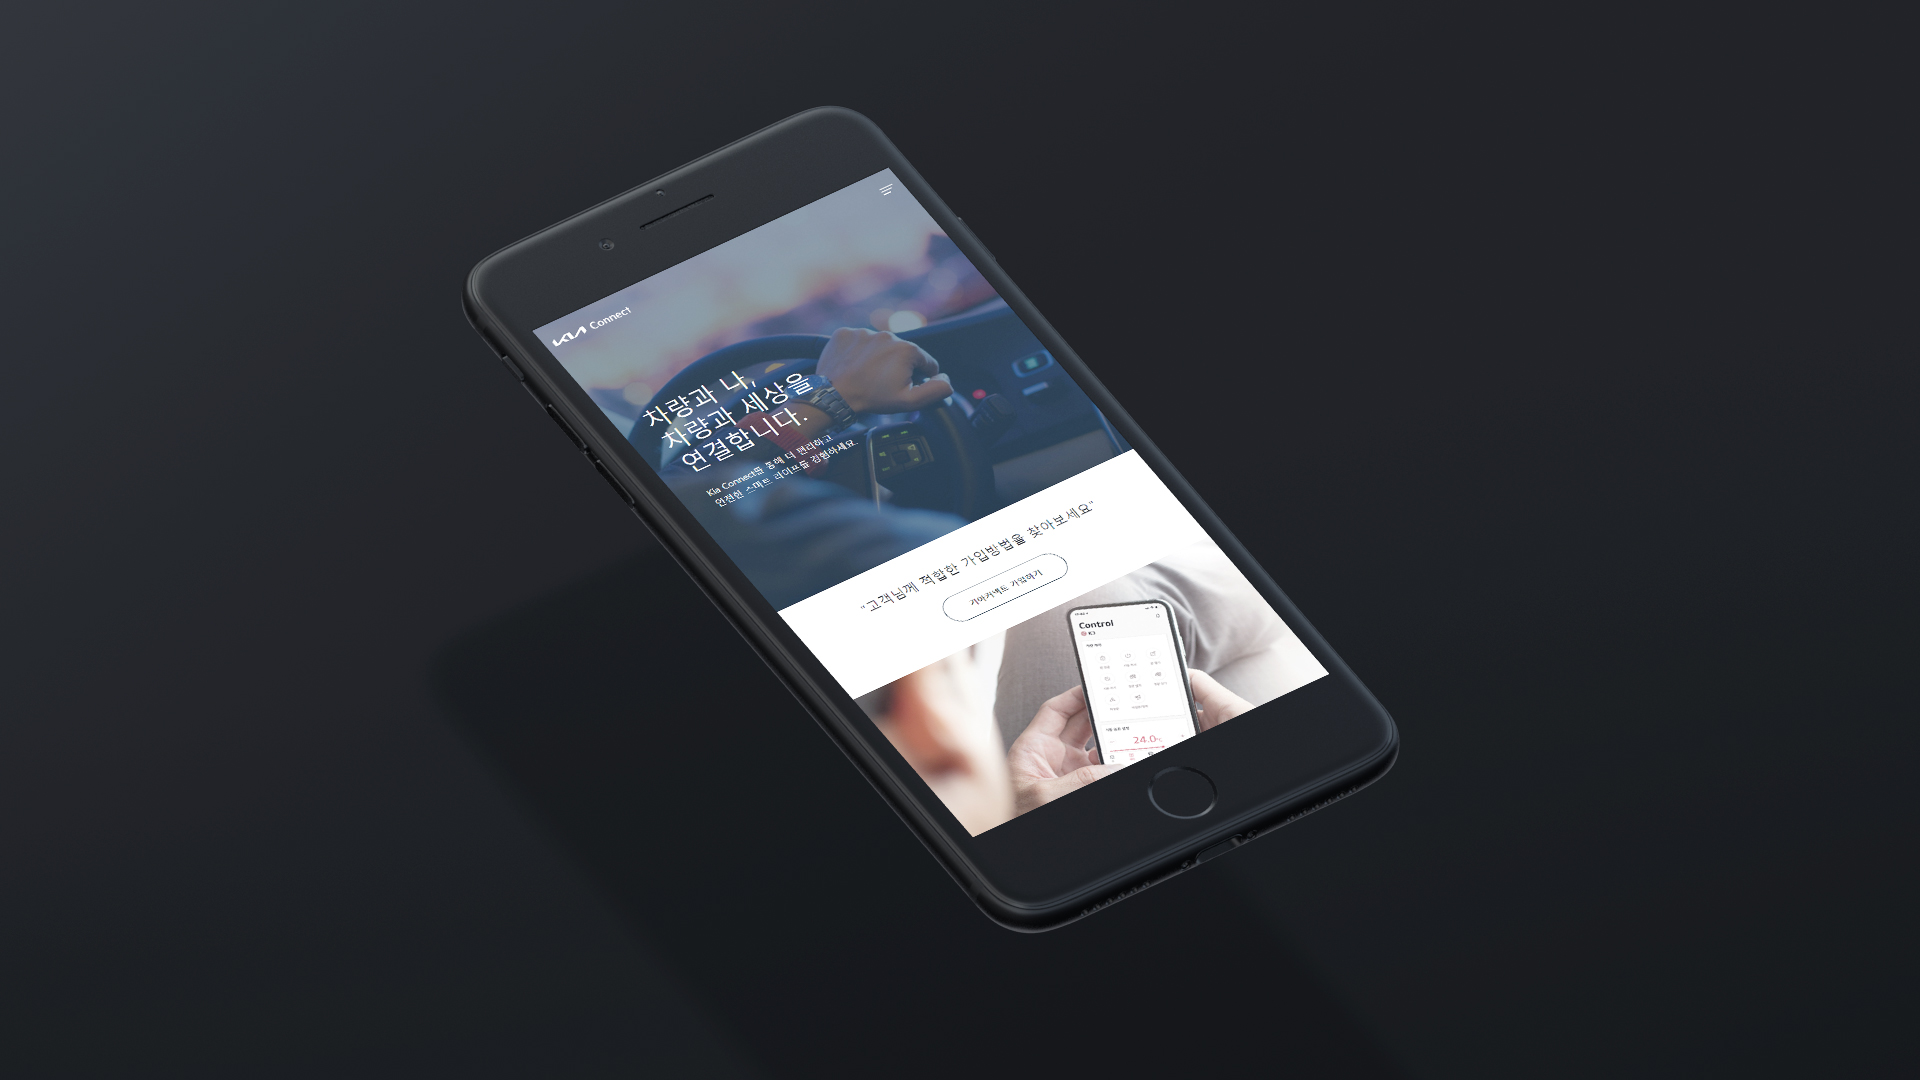 KIA Connect
차량과 나,
차량과 세상을
연결합니다.
Kia Connect를 통해 더 편리하고
안전한 스마트 라이프를 경험하세요.
"고객님께 적합한 가입방법을 찾아보세요"
기아커넥트 가입하기
Control
K3
24.0°C